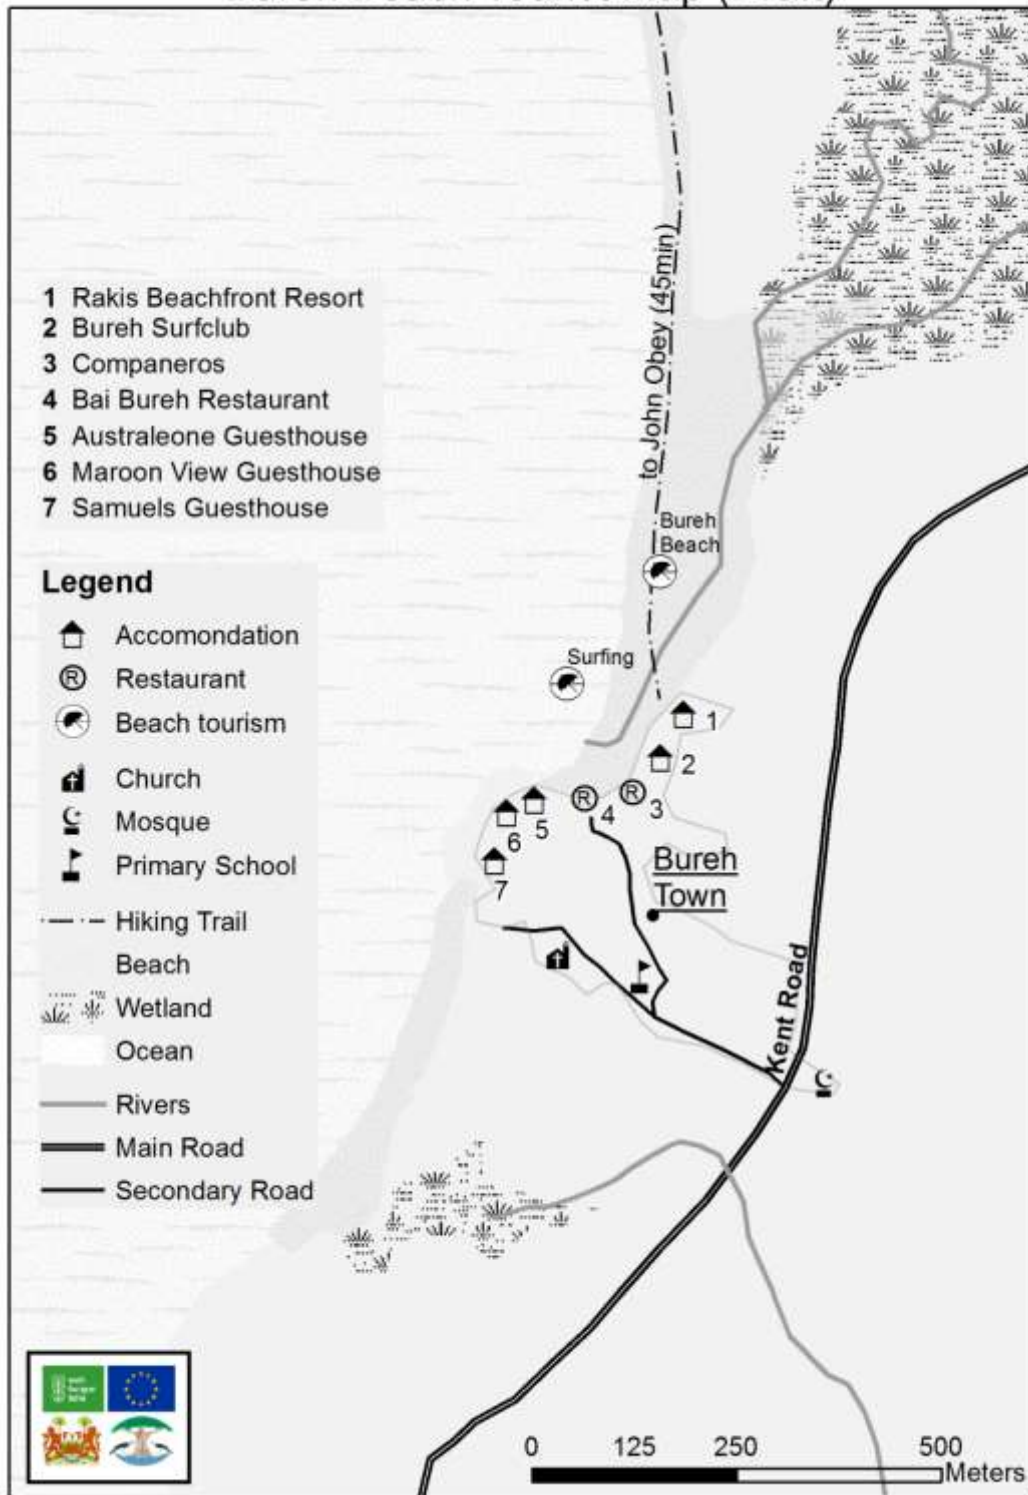 1 Rakis Beachfront Resort
2 Bureh Surfclub
3 Companeros
4 Bai Bureh Restaurant
5 Australeone Guesthouse
6 Maroon View Guesthouse
7 Samuels Guesthouse
to John Obey (45min)
Bureh
Beach
Surfing
Legend
Accomondation
Restaurant
Beach tourism
Church
Mosque
Primary School
Hiking Trail
Beach
Wetland
Ocean
Rivers
Main Road
Secondary Road
1
2
R 3
R 4
5
6
7
Bureh
Town
Kent Road
0 125 250 500
Meters